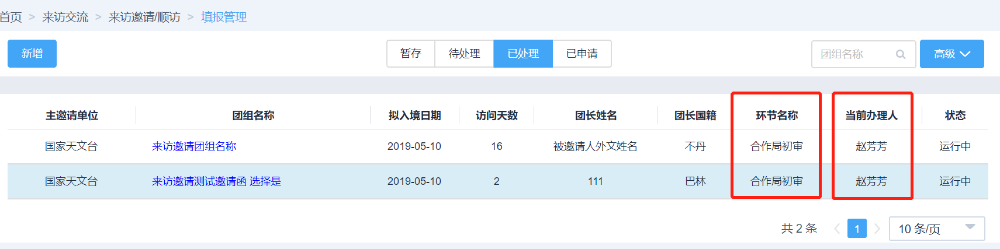 首页 > 来访交流 > 来访邀请/顺访 > 填报管理
新增 暂存 待处理 已处理 已申请 团组名称 高级
主邀请单位 团组名称 拟入境日期 访问天数 团长姓名 团长国籍 环节名称 当前办理人 状态
国家天文台 来访邀请团组名称 2019-05-10 16 被邀请人外文姓名 不丹 合作局初审 赵芳芳 运行中
国家天文台 来访邀请测试邀请函 选择是 2019-05-10 2 111 巴林 合作局初审 赵芳芳 运行中
共 2 条 < 1 > 10 条/页